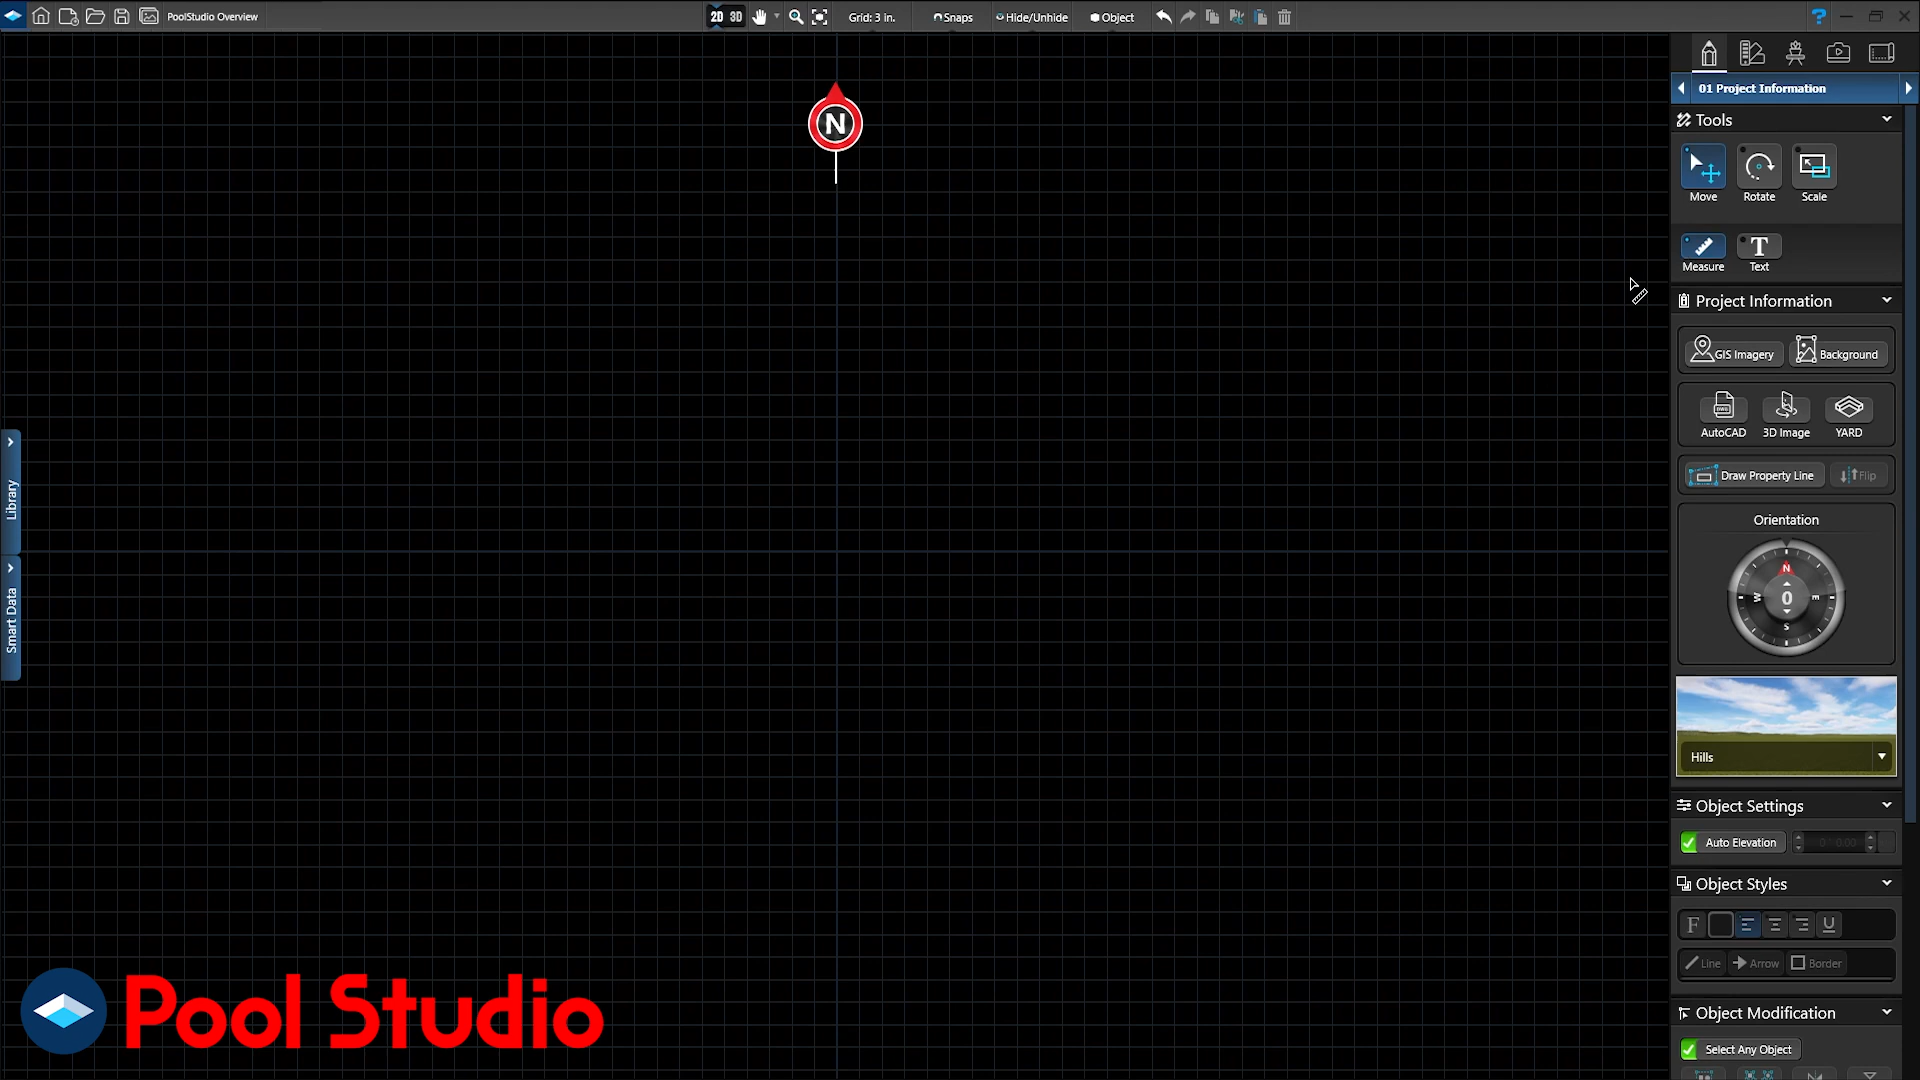 PoolStudio Overview
2D 3D
Grid: 3 in.
Snaps
Hide/Unhide
Object
?
01 Project Information
Tools
Move
Rotate
Scale
Measure
T
Text
Project Information
GIS Imagery
Background
DWG
AutoCAD
3D Image
YARD
Draw Property Line
Flip
Orientation
N
W 0 E
S
Hills
Object Settings
Auto Elevation
Object Styles
F
U
Line
Arrow
Border
Object Modification
Select Any Object
N
Library
Smart Data
Pool Studio